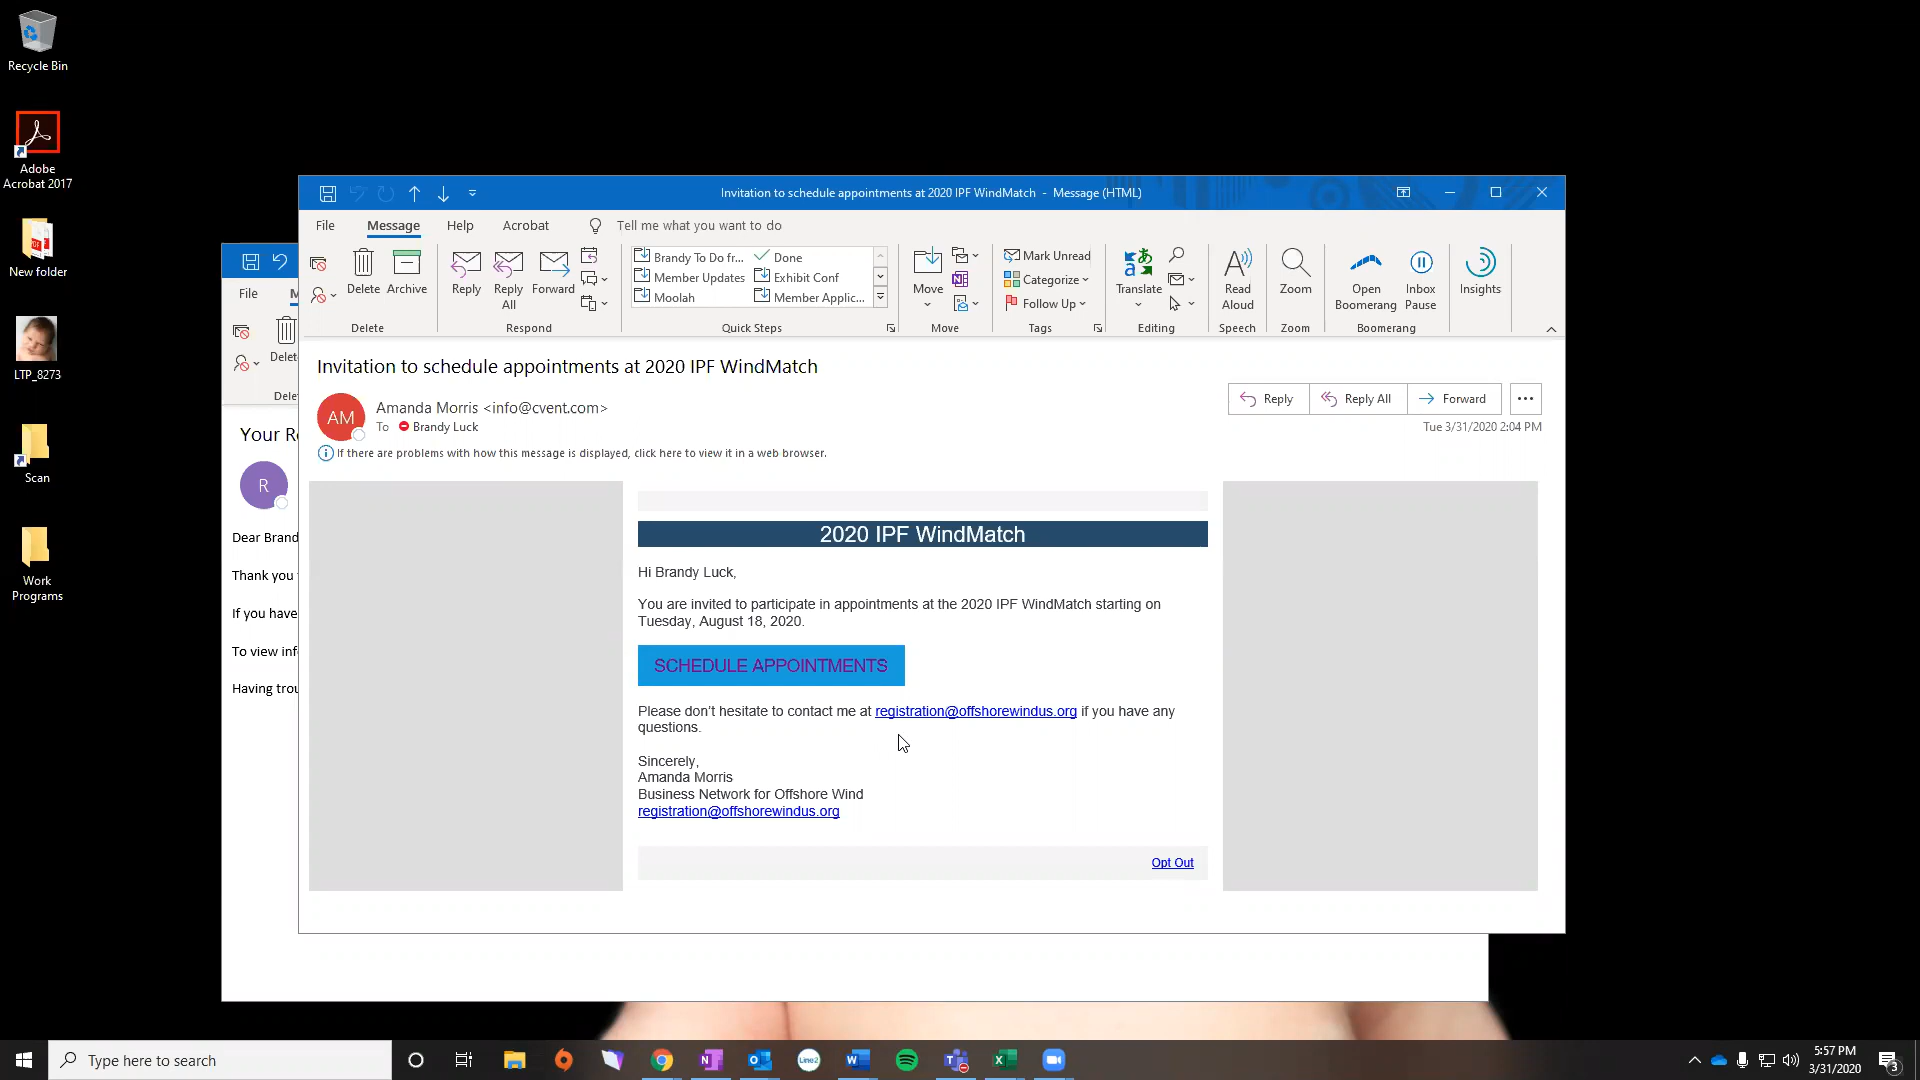 Recycle Bin
Adobe
Acrobat 2017
New folder
LTP_8273
Scan
Work
Programs
File
Delet
Delet
Your Re
R
Dear Brand
Thank you
If you have
To view inf
Having trou
Invitation to schedule appointments at 2020 IPF WindMatch - Message (HTML)
File Message Help Acrobat Tell me what you want to do
Delete Archive
Delete
Reply Reply All Forward
Respond
Brandy To Do fr... Done
Member Updates Exhibit Conf
Moolah Member Applic...
Quick Steps
Move
Move
Mark Unread
Categorize
Follow Up
Tags
Translate
Editing
Read Aloud
Speech
Zoom
Zoom
Open Boomerang Inbox Pause
Boomerang
Insights
Invitation to schedule appointments at 2020 IPF WindMatch
AM
Amanda Morris <info@cvent.com>
To Brandy Luck
Reply Reply All Forward
Tue 3/31/2020 2:04 PM
If there are problems with how this message is displayed, click here to view it in a web browser.
2020 IPF WindMatch
Hi Brandy Luck,
You are invited to participate in appointments at the 2020 IPF WindMatch starting on
Tuesday, August 18, 2020.
SCHEDULE APPOINTMENTS
Please don't hesitate to contact me at registration@offshorewindus.org if you have any
questions.
Sincerely,
Amanda Morris
Business Network for Offshore Wind
registration@offshorewindus.org
Opt Out
Type here to search
Line2
5:57 PM
3/31/2020
3